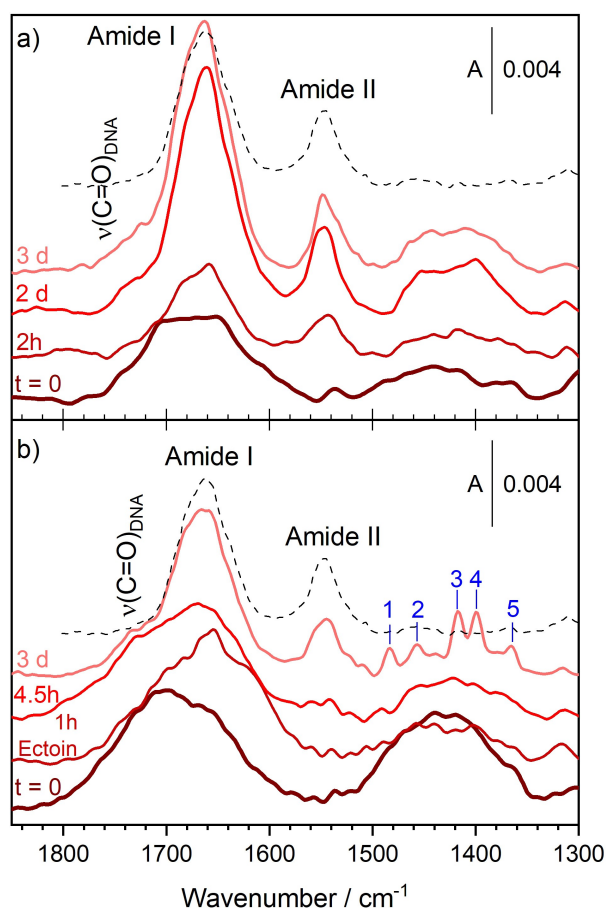 a)
Amide I
A 0.004
Amide II
ν(C=O)DNA
3 d
2 d
2h
t = 0
b)
Amide I
A 0.004
ν(C=O)DNA
Amide II
1 2 3 4 5
3 d
4.5h
1h
Ectoin
t = 0
1800 1700 1600 1500 1400 1300
Wavenumber / cm-1